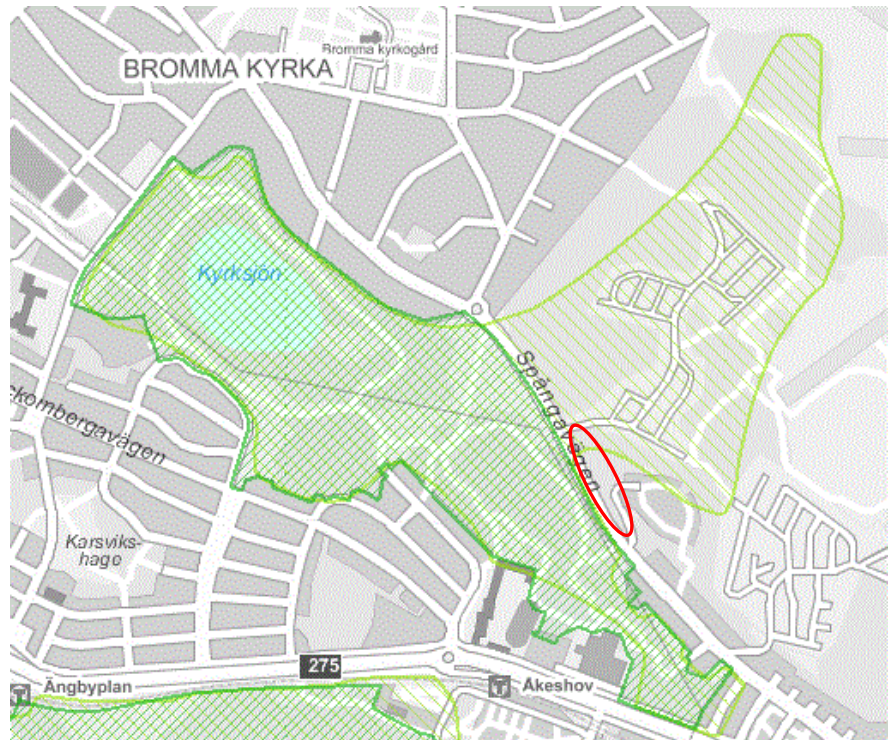 Bromma kyrkogård
BROMMA KYRKA
Kyrksjön
Spångavägen
ckombergavägen
Karsviks-
hage
275
T Ängbyplan
T Åkeshov